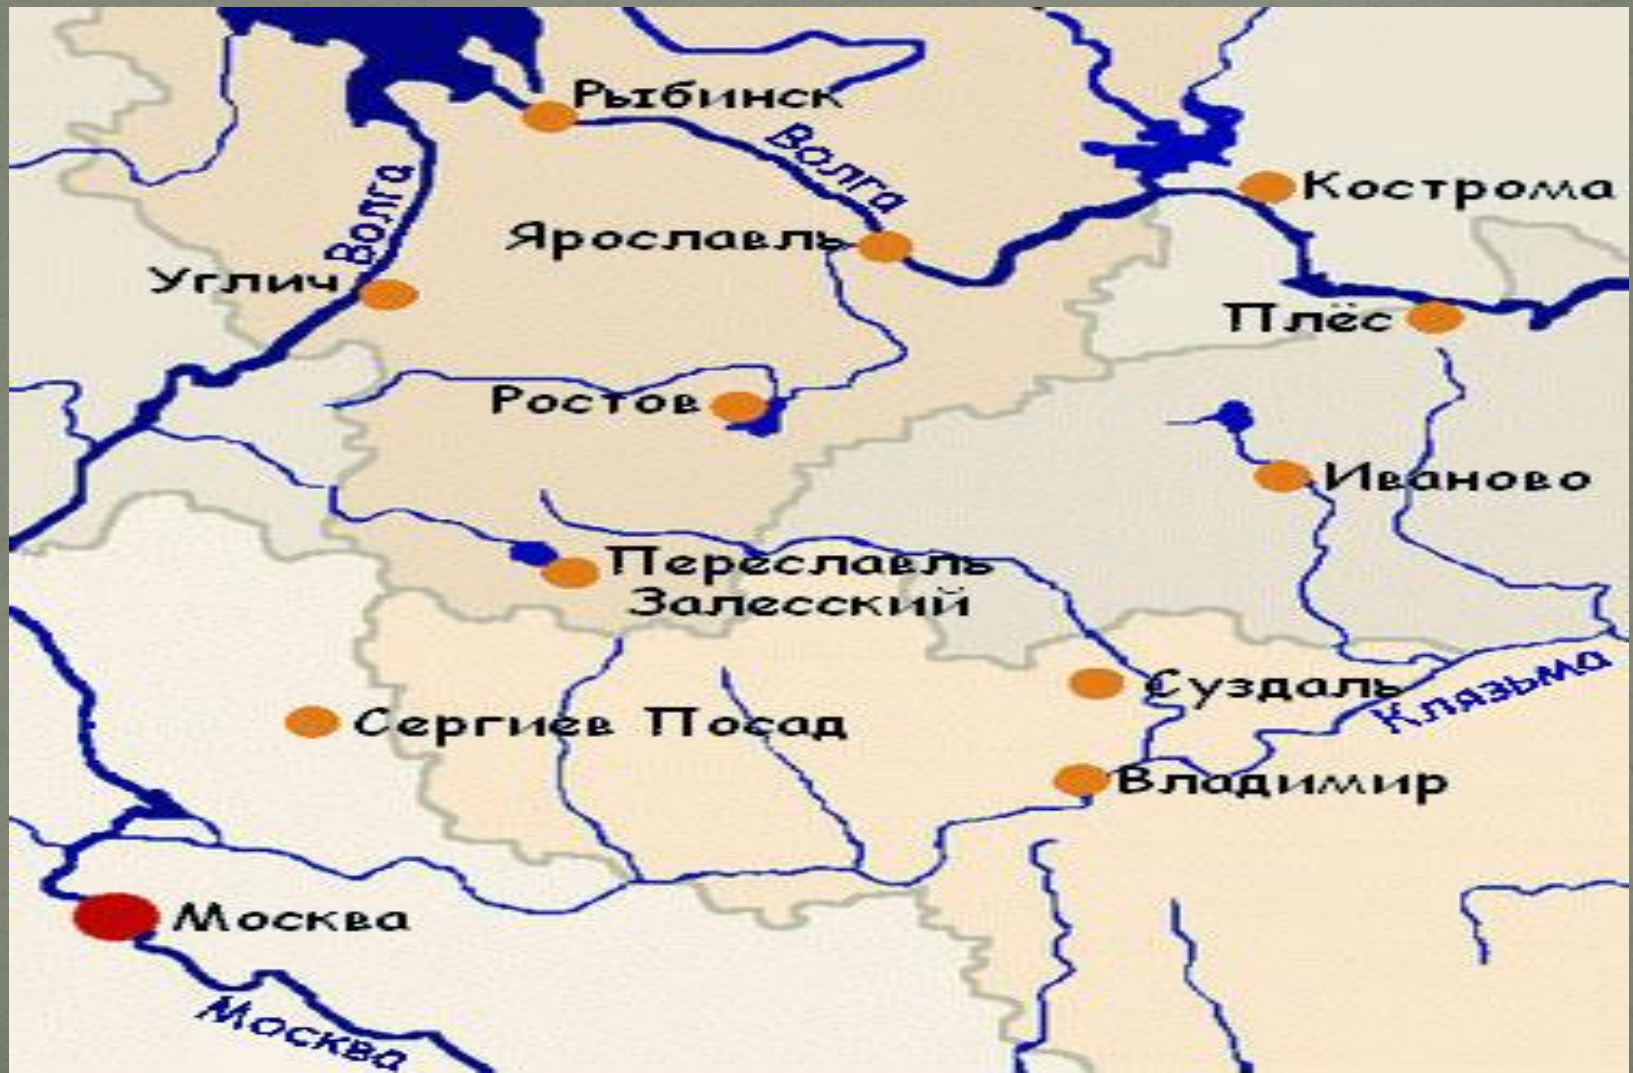 Рыбинск
Волга
Волга
Кострома
Ярославль
Углич
Плёс
Ростов
Иваново
Переславль
Залесский
Суздаль
Клязьма
Сергиев Посад
Владимир
Москва
Москва